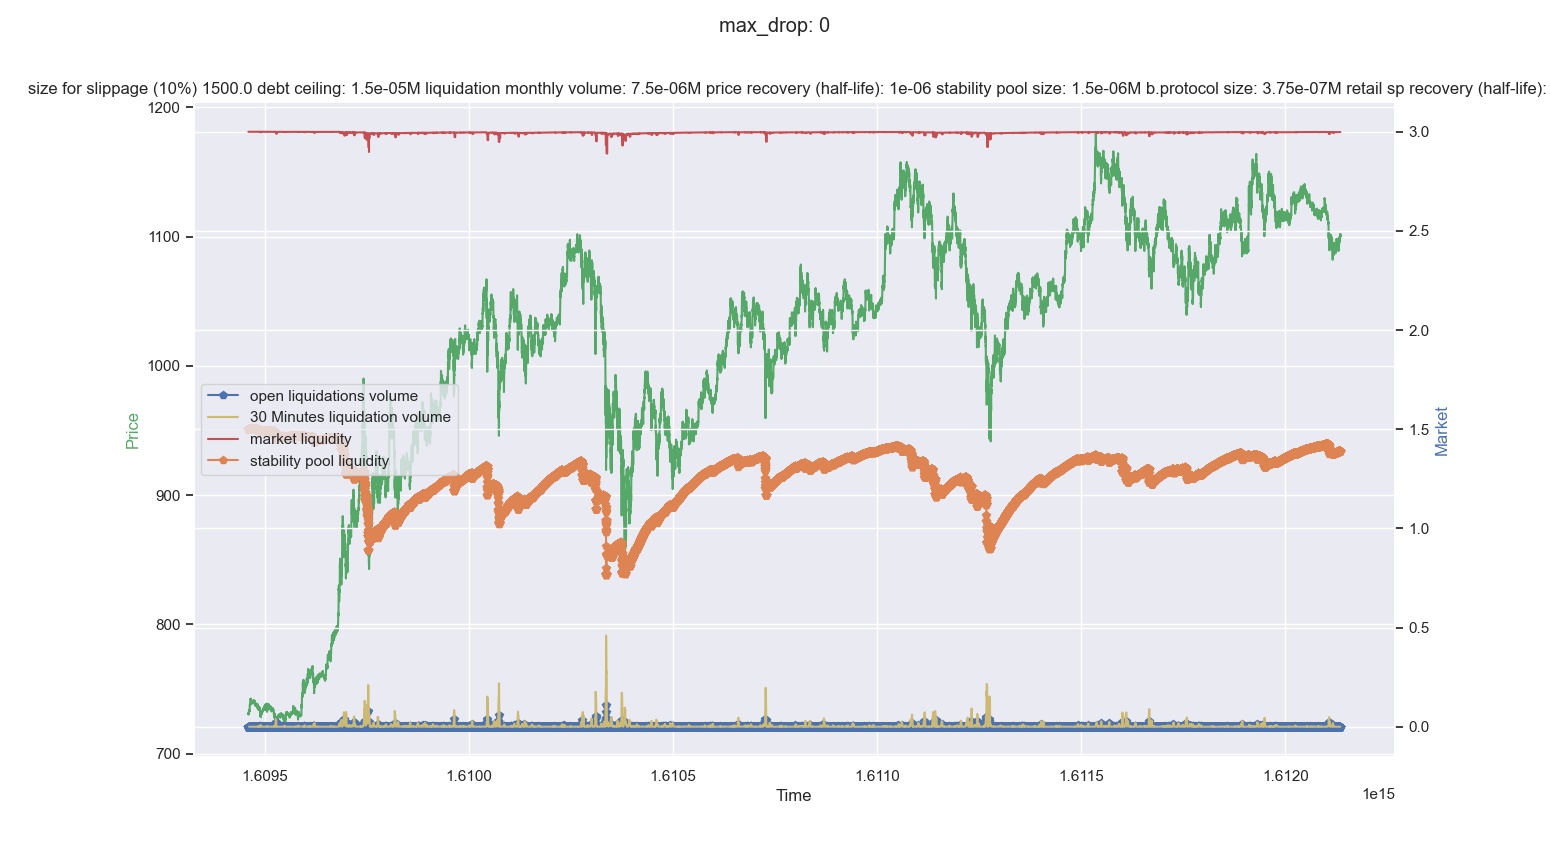 max_drop: 0
size for slippage (10%) 1500.0 debt ceiling: 1.5e-05M liquidation monthly volume: 7.5e-06M price recovery (half-life): 1e-06 stability pool size: 1.5e-06M b.protocol size: 3.75e-07M retail sp recovery (half-life):
1200
1100
1000
900
800
700
Price
open liquidations volume
30 Minutes liquidation volume
market liquidity
stability pool liquidity
3.0
2.5
2.0
1.5
1.0
0.5
0.0
Market
1.6095 1.6100 1.6105 1.6110 1.6115 1.6120
Time
1e15